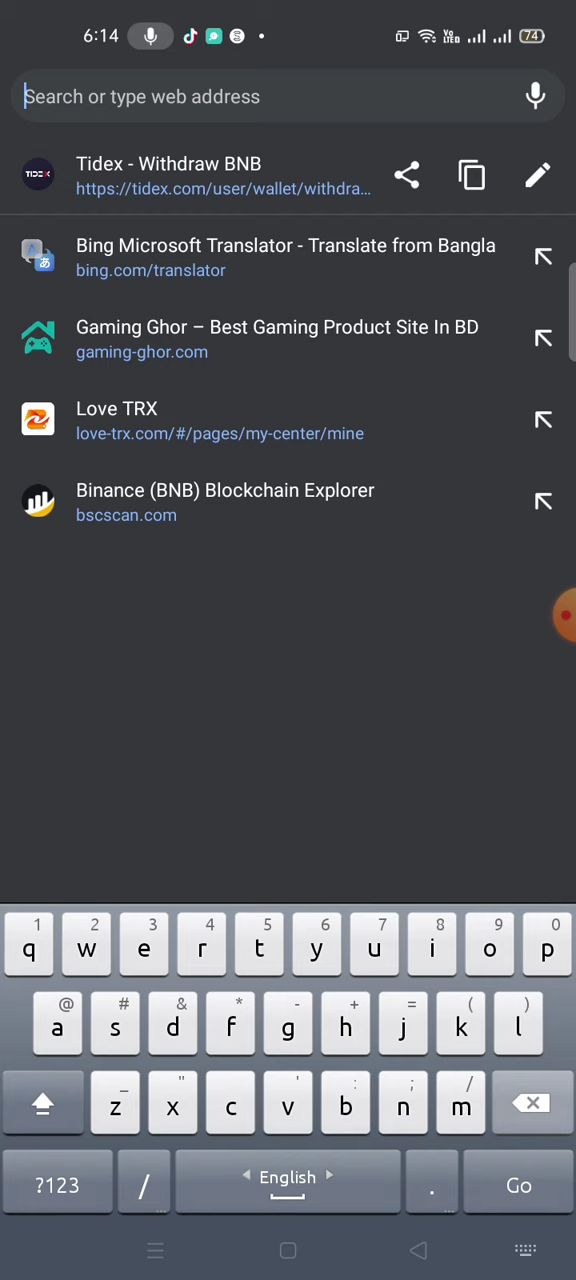 6:14
Vo
LTE
74
Search or type web address
TIDEX
Tidex - Withdraw BNB
https://tidex.com/user/wallet/withdra...
Bing Microsoft Translator - Translate from Bangla
bing.com/translator
Gaming Ghor – Best Gaming Product Site In BD
gaming-ghor.com
Love TRX
love-trx.com/#/pages/my-center/mine
Binance (BNB) Blockchain Explorer
bscscan.com
1 2 3 4 5 6 7 8 9 0
q w e r t y u i o p
@ # & * - + = ( )
a s d f g h j k l
_ " ' : ; /
z x c v b n m
?123 / English . Go